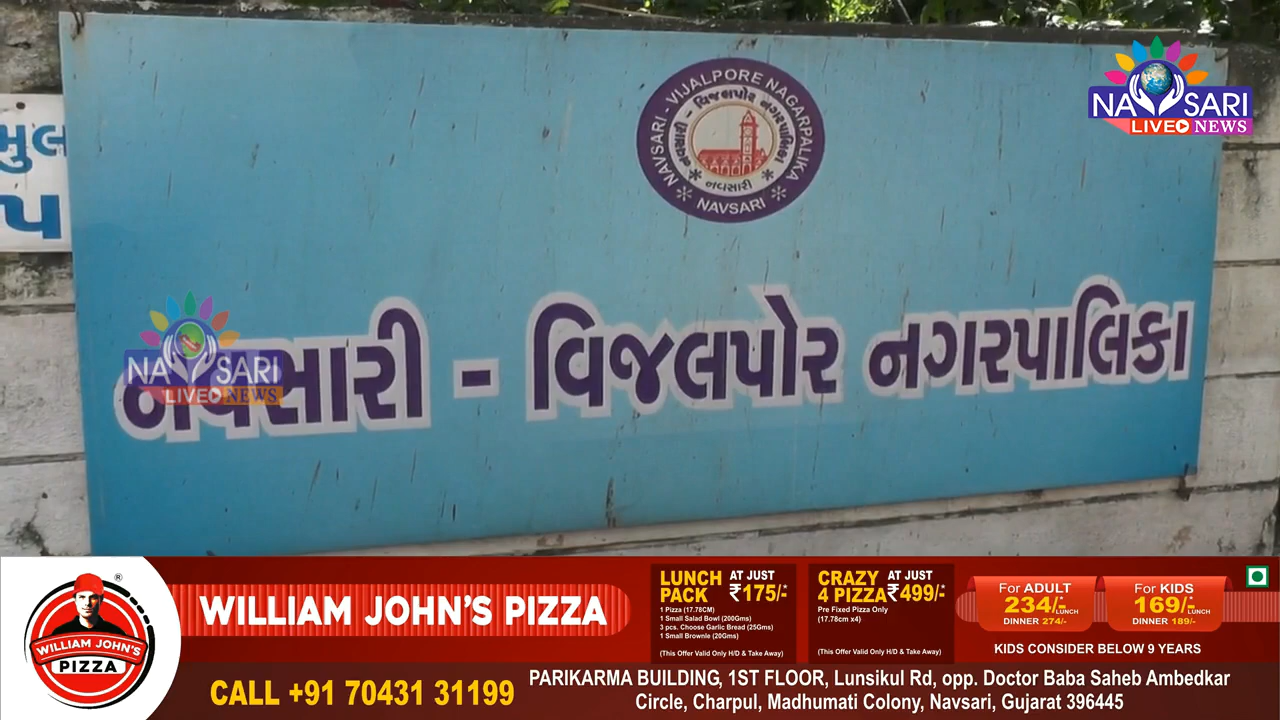 મુલ
પ
NAVSARI - VIJALPORE NAGARPALIKA
નવસારી - વિજલપોર નગરપાલિકા
નવસારી
NAVSARI
NAVSARI
LIVE NEWS
નવસારી - વિજલપોર નગરપાલિકા
NAVSARI
LIVE NEWS
WILLIAM JOHN'S PIZZA
®
WILLIAM JOHN'S
PIZZA
LUNCH PACK AT JUST ₹175/-*
1 Pizza (17.78CM)
1 Small Salad Bowl (200Gms)
3 pcs. Choose Garlic Bread (25Gms)
1 Small Brownie (20Gms)
(This Offer Valid Only H/D & Take Away)
CRAZY 4 PIZZA AT JUST ₹499/-*
Pre Fixed Pizza Only
(17.78cm x4)
(This Offer Valid Only H/D & Take Away)
For ADULT
234/-* LUNCH
DINNER 274/-
For KIDS
169/-* LUNCH
DINNER 189/-
KIDS CONSIDER BELOW 9 YEARS
CALL +91 70431 31199
PARIKARMA BUILDING, 1ST FLOOR, Lunsikul Rd, opp. Doctor Baba Saheb Ambedkar
Circle, Charpul, Madhumati Colony, Navsari, Gujarat 396445